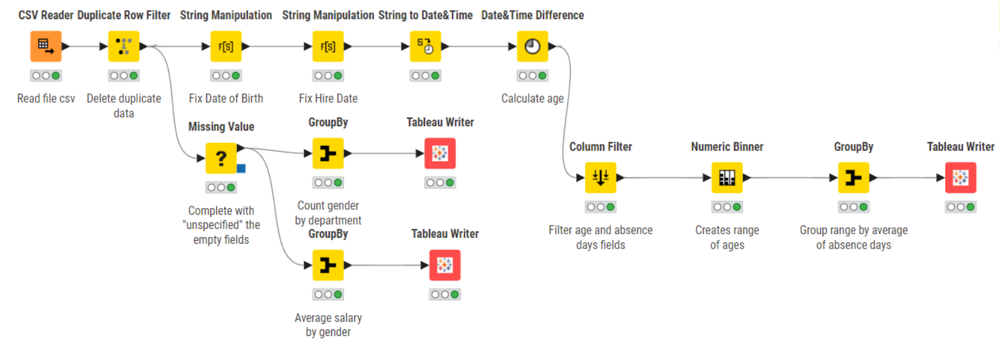 CSV Reader
Duplicate Row Filter
String Manipulation
String Manipulation
String to Date&Time
Date&Time Difference
F[S]
F[S]
S
Read file csv
Delete duplicate
data
Fix Date of Birth
Fix Hire Date
Calculate age
Missing Value
GroupBy
Tableau Writer
?
Column Filter
Numeric Binner
GroupBy
Tableau Writer
Complete with
"unspecified" the
empty fields
Count gender
by department
Filter age and absence
days fields
Creates range
of ages
Group range by average
of absence days
GroupBy
Tableau Writer
Average salary
by gender